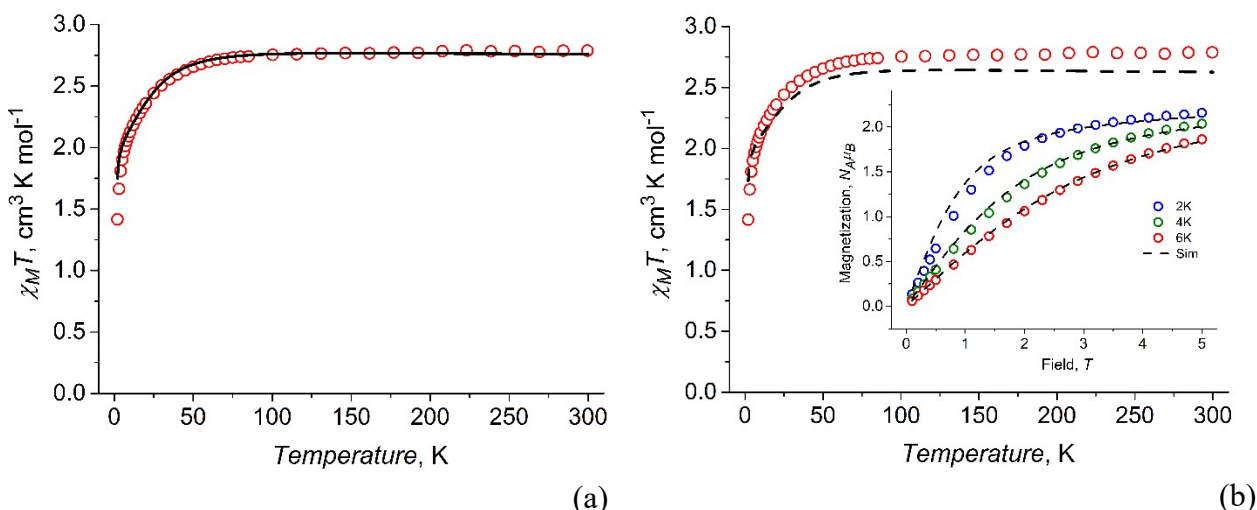 3.0
2.5
2.0
1.5
1.0
0.5
0.0
χMT, cm³ K mol⁻¹
0 50 100 150 200 250 300
Temperature, K
(a)
3.0
2.5
2.0
1.5
1.0
0.5
0.0
χMT, cm³ K mol⁻¹
2.0
1.5
1.0
0.5
0.0
Magnetization, NAμB
2K
4K
6K
Sim
0 1 2 3 4 5
Field, T
0 50 100 150 200 250 300
Temperature, K
(b)